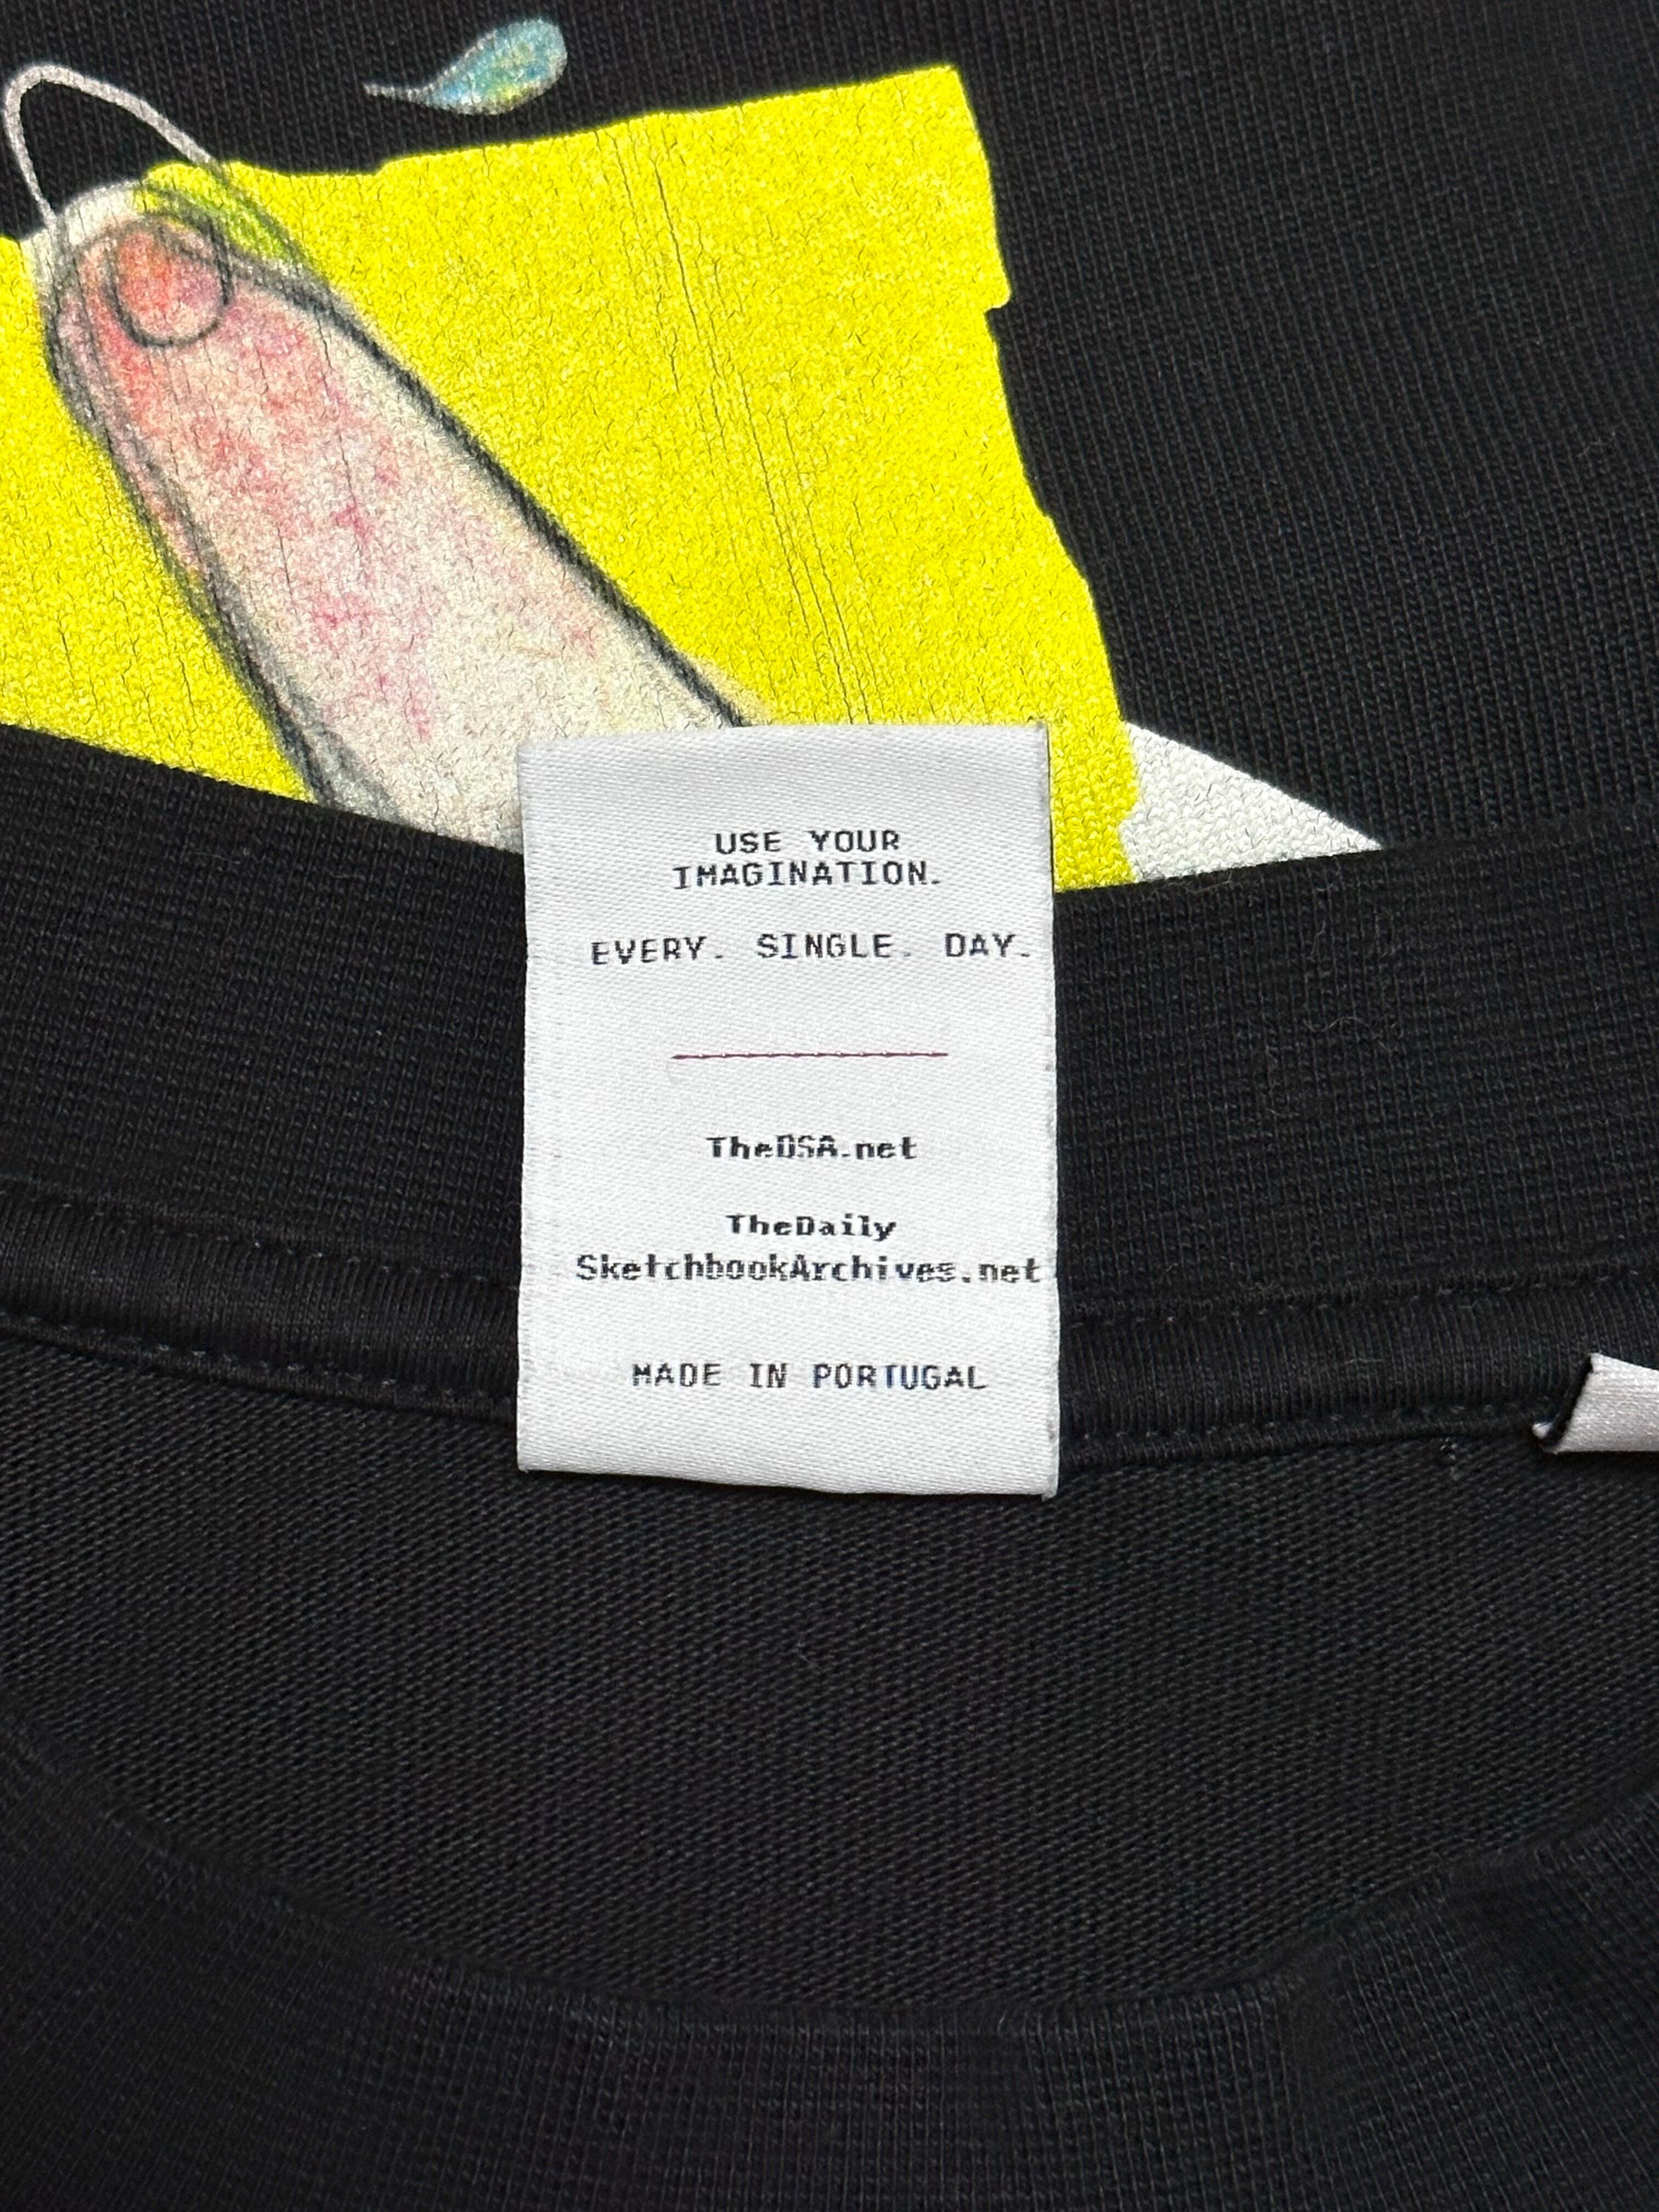 USE YOUR
IMAGINATION.
EVERY. SINGLE. DAY.
TheDSA.net
TheDaily
SketchbookArchives.net
MADE IN PORTUGAL